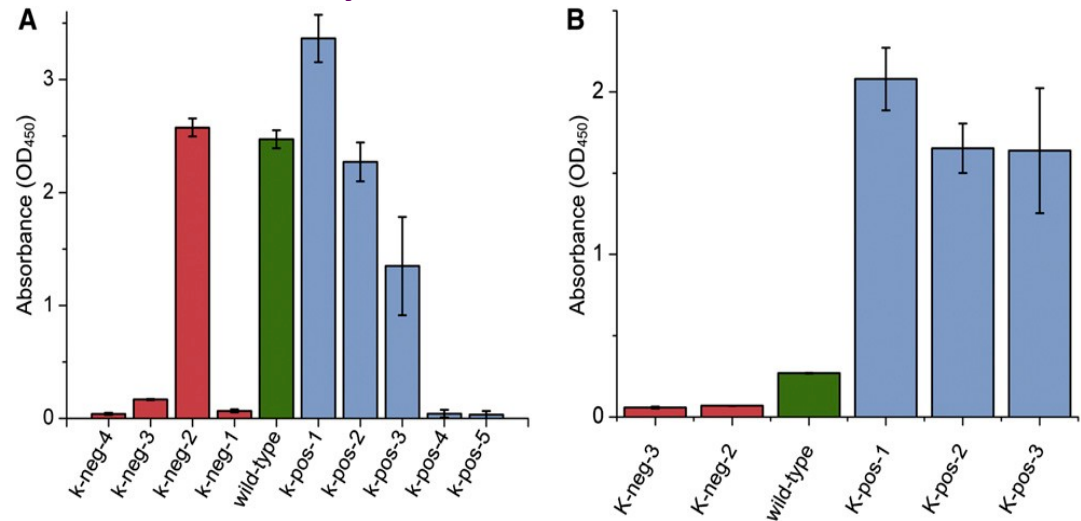 A
Absorbance (OD450)
3
2
1
0
k-neg-4
k-neg-3
k-neg-2
k-neg-1
wild-type
k-pos-1
k-pos-2
k-pos-3
k-pos-4
k-pos-5
B
Absorbance (OD450)
2
1
0
K-neg-3
K-neg-2
wild-type
K-pos-1
K-pos-2
K-pos-3